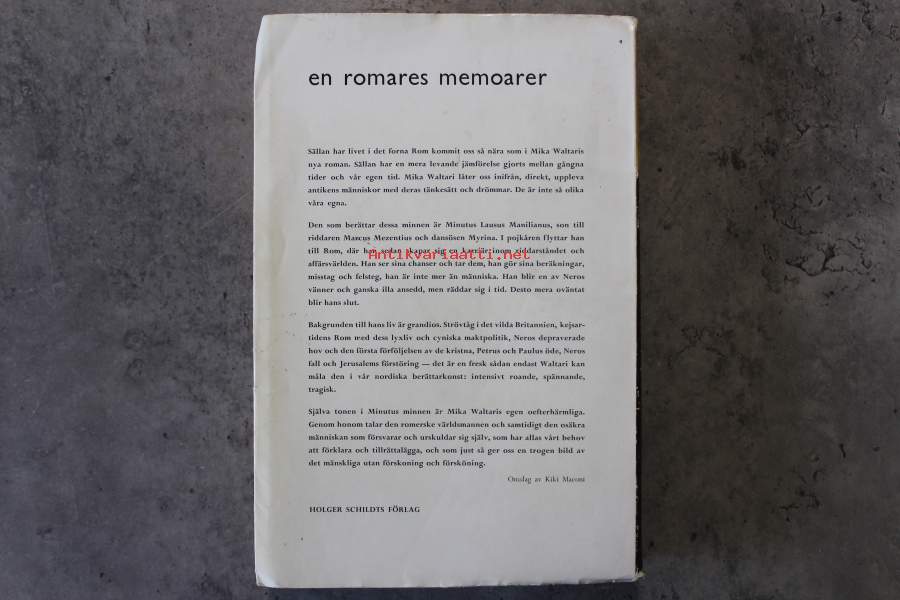 en romares memoarer
Sällan har livet i det forna Rom kommit oss så nära som i Mika Waltaris
nya roman. Sällan har en mera levande jämförelse gjorts mellan gångna
tider och vår egen tid. Mika Waltari låter oss inifrån, direkt, uppleva
antikens människor med deras tänkesätt och drömmar. De är inte så olika
våra egna.
Den som berättar dessa minnen är Minutus Lausus Manilianus, son till
riddaren Marcus Mezentius och dansösen Myrina. I pojkåren flyttar han
till Rom, där han sedan skapar sig en karriär inom riddarståndet och
Antikvariaatti.net
affärsvärlden. Han ser sina chanser och tar dem, han gör sina beräkningar,
misstag och felsteg, han är inte mer än människa. Han blir en av Neros
vänner och ganska illa ansedd, men räddar sig i tid. Desto mera oväntat
blir hans slut.
Bakgrunden till hans liv är grandios. Strövtåg i det vilda Britannien, kejsar-
tidens Rom med dess lyxliv och cyniska maktpolitik, Neros depraverade
hov och den första förföljelsen av de kristna, Petrus och Paulus öde, Neros
fall och Jerusalems förstöring — det är en fresk sådan endast Waltari kan
måla den i vår nordiska berättarkonst: intensivt roande, spännande,
tragisk.
Själva tonen i Minutus minnen är Mika Waltaris egen oefterhärmliga.
Genom honom talar den romerske världsmannen och samtidigt den osäkra
människan som försvarar och urskuldar sig själv, som har allas vårt behov
att förklara och tillrättalägga, och som just så ger oss en trogen bild av
det mänskliga utan förskoning och försköning.
Omslag av Kiki Maconi
HOLGER SCHILDTS FÖRLAG